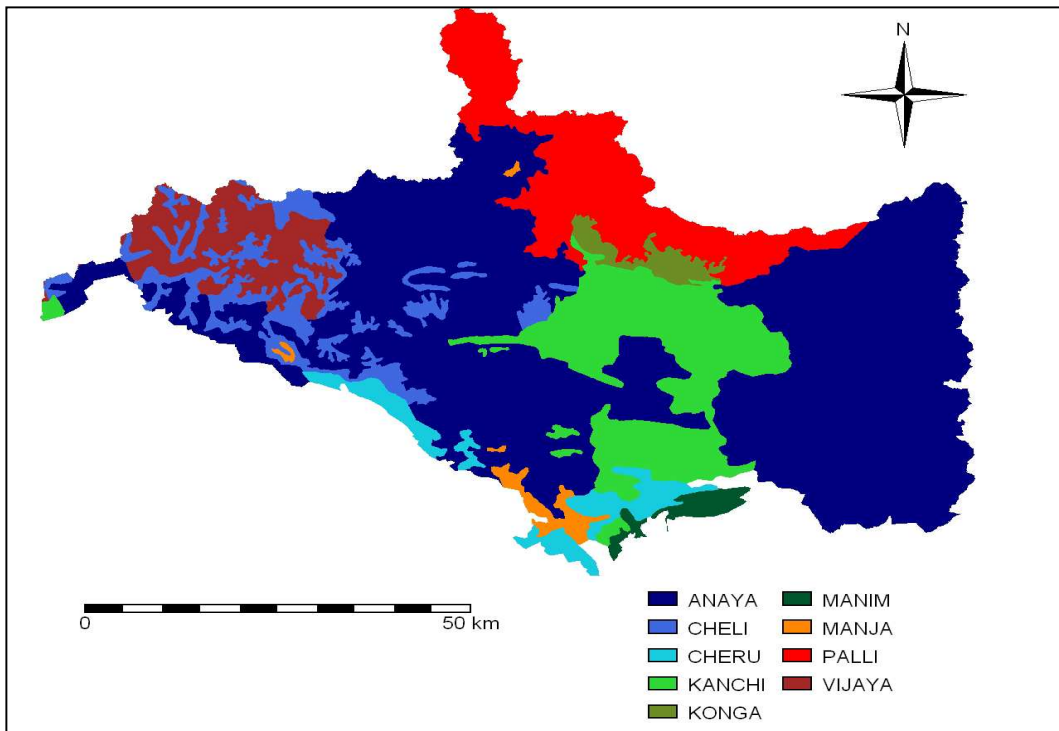 N
0 50 km
ANAYA MANIM
CHELI MANJA
CHERU PALLI
KANCHI VIJAYA
KONGA